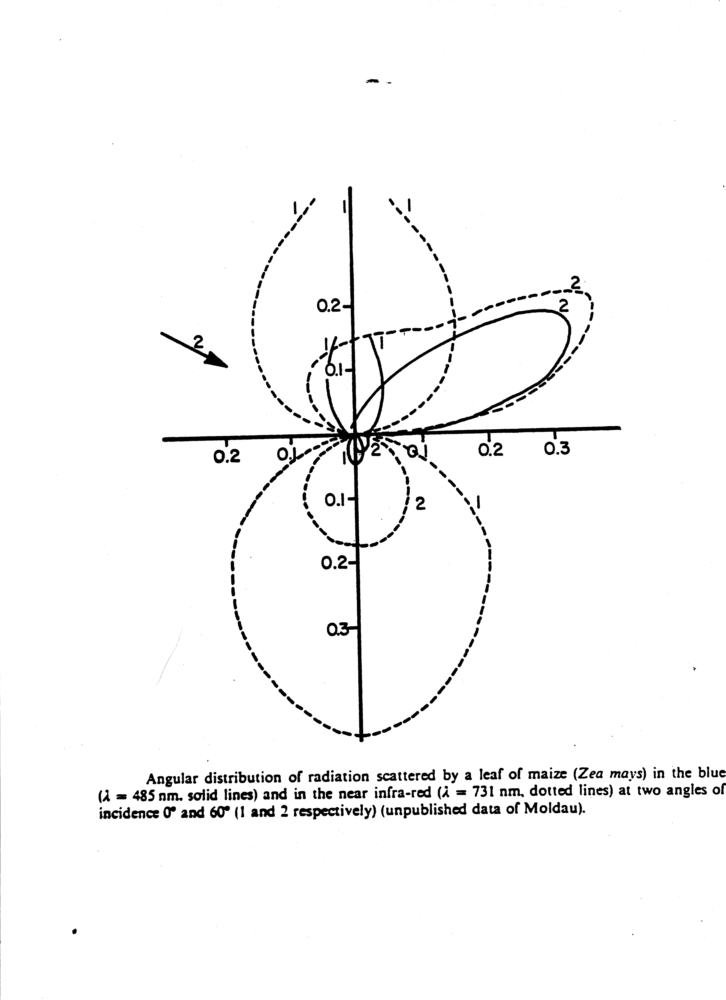 1 1 1
2
0.2 2
2
1 1
0.1
0.2 0.1 2 0.1 0.2 0.3
1
0.1 2 1
0.2
0.3
Angular distribution of radiation scattered by a leaf of maize (Zea mays) in the blue
(λ = 485 nm. solid lines) and in the near infra-red (λ = 731 nm, dotted lines) at two angles of
incidence 0° and 60° (1 and 2 respectively) (unpublished data of Moldau).